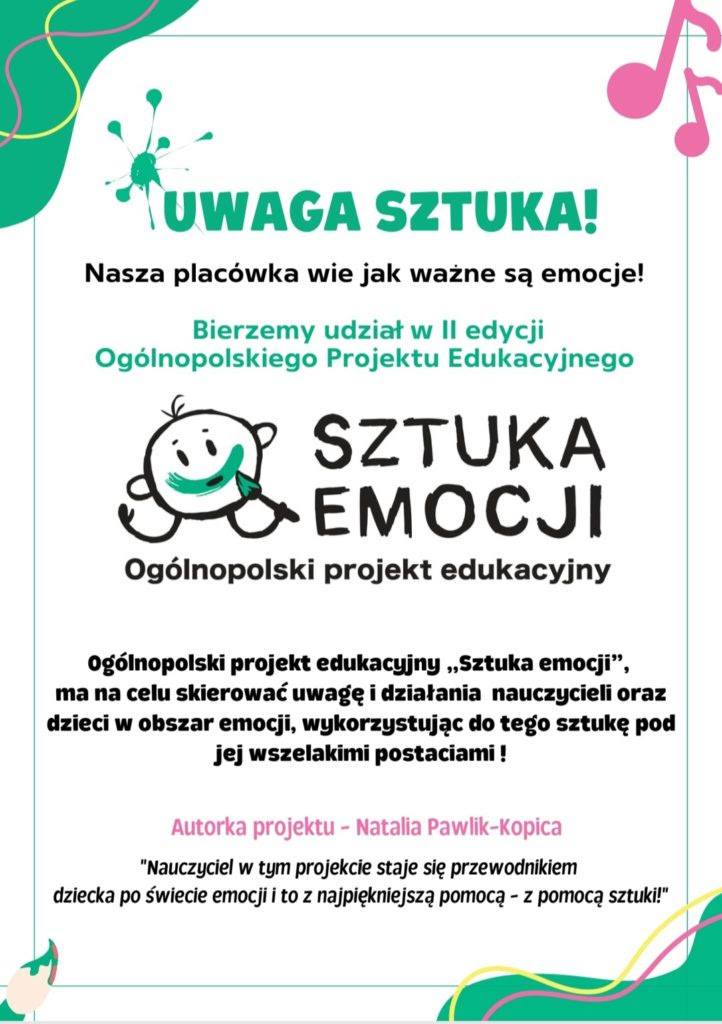 UWAGA SZTUKA!
Nasza placówka wie jak ważne są emocje!
Bierzemy udział w II edycji
Ogólnopolskiego Projektu Edukacyjnego
SZTUKA
EMOCJI
Ogólnopolski projekt edukacyjny
Ogólnopolski projekt edukacyjny „Sztuka emocji”,
ma na celu skierować uwagę i działania nauczycieli oraz
dzieci w obszar emocji, wykorzystując do tego sztukę pod
jej wszelakimi postaciami !
Autorka projektu - Natalia Pawlik-Kopica
"Nauczyciel w tym projekcie staje się przewodnikiem
dziecka po świecie emocji i to z najpiękniejszą pomocą - z pomocą sztuki!"